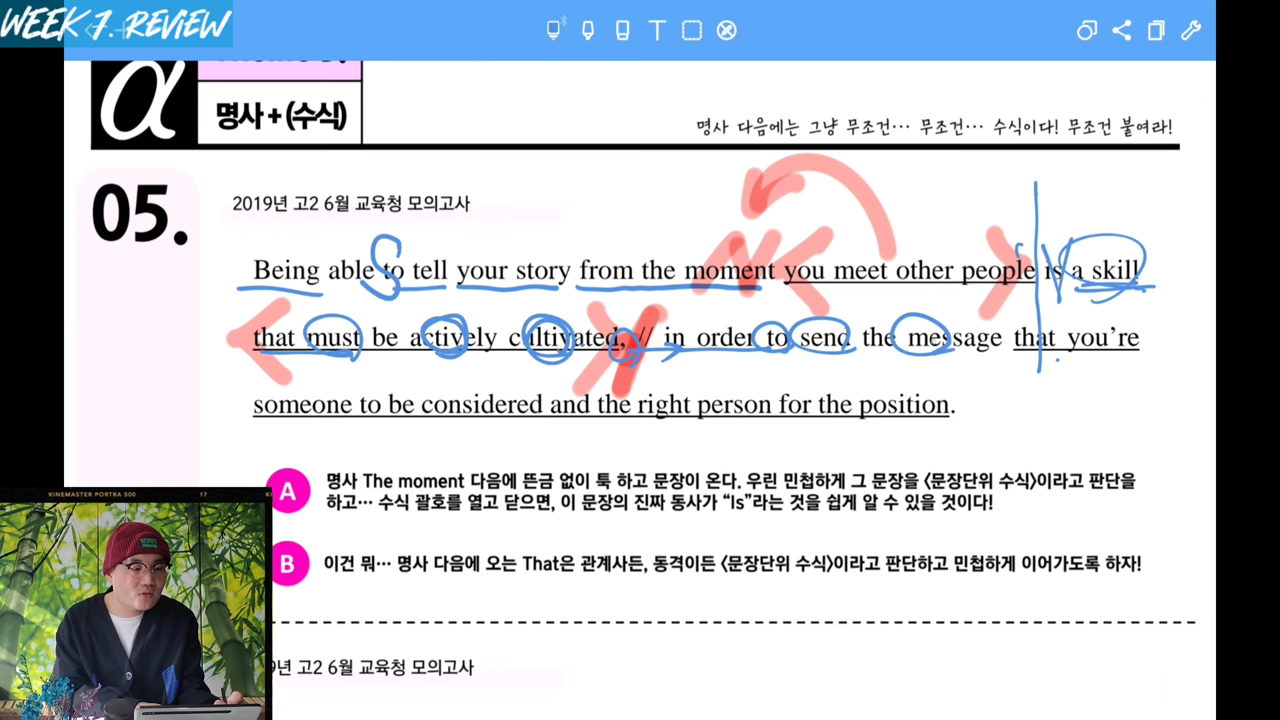 WEEK 7. REVIEW
T
α
명사 + (수식)
명사 다음에는 그냥 무조건… 무조건… 수식이다! 무조건 붙여라!
05.
2019년 고2 6월 교육청 모의고사
S
N
V
Being able to tell your story from the moment you meet other people is a skill
that must be actively cultivated, // in order to send the message that you're
someone to be considered and the right person for the position.
A
명사 The moment 다음에 뜬금 없이 툭 하고 문장이 온다. 우린 민첩하게 그 문장을 <문장단위 수식>이라고 판단을
하고… 수식 괄호를 열고 닫으면, 이 문장의 진짜 동사가 “Is”라는 것을 쉽게 알 수 있을 것이다!
B
이건 뭐… 명사 다음에 오는 That은 관계사든, 동격이든 <문장단위 수식>이라고 판단하고 민첩하게 이어가도록 하자!
KINEMASTER PORTRA 500 17
9년 고2 6월 교육청 모의고사